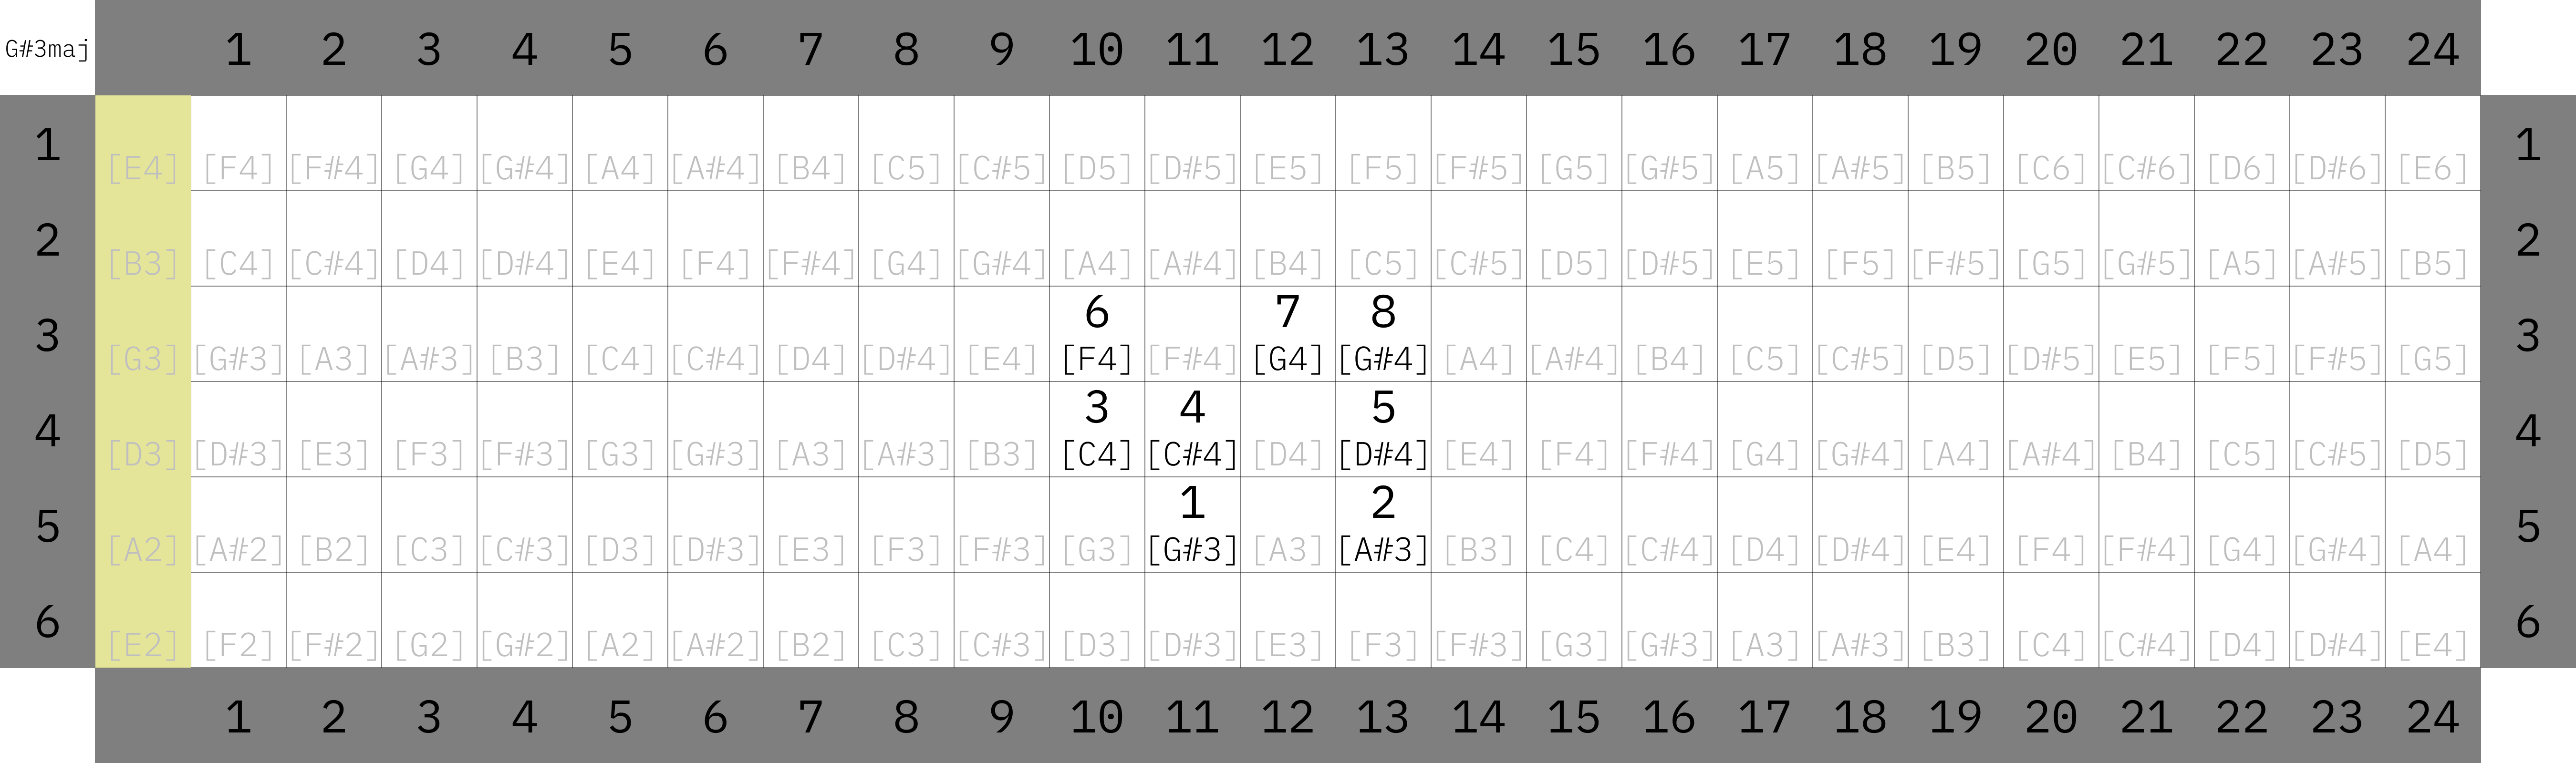 G#3maj 1 2 3 4 5 6 7 8 9 10 11 12 13 14 15 16 17 18 19 20 21 22 23 24
1 [E4] [F4] [F#4] [G4] [G#4] [A4] [A#4] [B4] [C5] [C#5] [D5] [D#5] [E5] [F5] [F#5] [G5] [G#5] [A5] [A#5] [B5] [C6] [C#6] [D6] [D#6] [E6] 1
2 [B3] [C4] [C#4] [D4] [D#4] [E4] [F4] [F#4] [G4] [G#4] [A4] [A#4] [B4] [C5] [C#5] [D5] [D#5] [E5] [F5] [F#5] [G5] [G#5] [A5] [A#5] [B5] 2
6 7 8
3 [G3] [G#3] [A3] [A#3] [B3] [C4] [C#4] [D4] [D#4] [E4] [F4] [F#4] [G4] [G#4] [A4] [A#4] [B4] [C5] [C#5] [D5] [D#5] [E5] [F5] [F#5] [G5] 3
3 4 5
4 [D3] [D#3] [E3] [F3] [F#3] [G3] [G#3] [A3] [A#3] [B3] [C4] [C#4] [D4] [D#4] [E4] [F4] [F#4] [G4] [G#4] [A4] [A#4] [B4] [C5] [C#5] [D5] 4
1 2
5 [A2] [A#2] [B2] [C3] [C#3] [D3] [D#3] [E3] [F3] [F#3] [G3] [G#3] [A3] [A#3] [B3] [C4] [C#4] [D4] [D#4] [E4] [F4] [F#4] [G4] [G#4] [A4] 5
6 [E2] [F2] [F#2] [G2] [G#2] [A2] [A#2] [B2] [C3] [C#3] [D3] [D#3] [E3] [F3] [F#3] [G3] [G#3] [A3] [A#3] [B3] [C4] [C#4] [D4] [D#4] [E4] 6
1 2 3 4 5 6 7 8 9 10 11 12 13 14 15 16 17 18 19 20 21 22 23 24